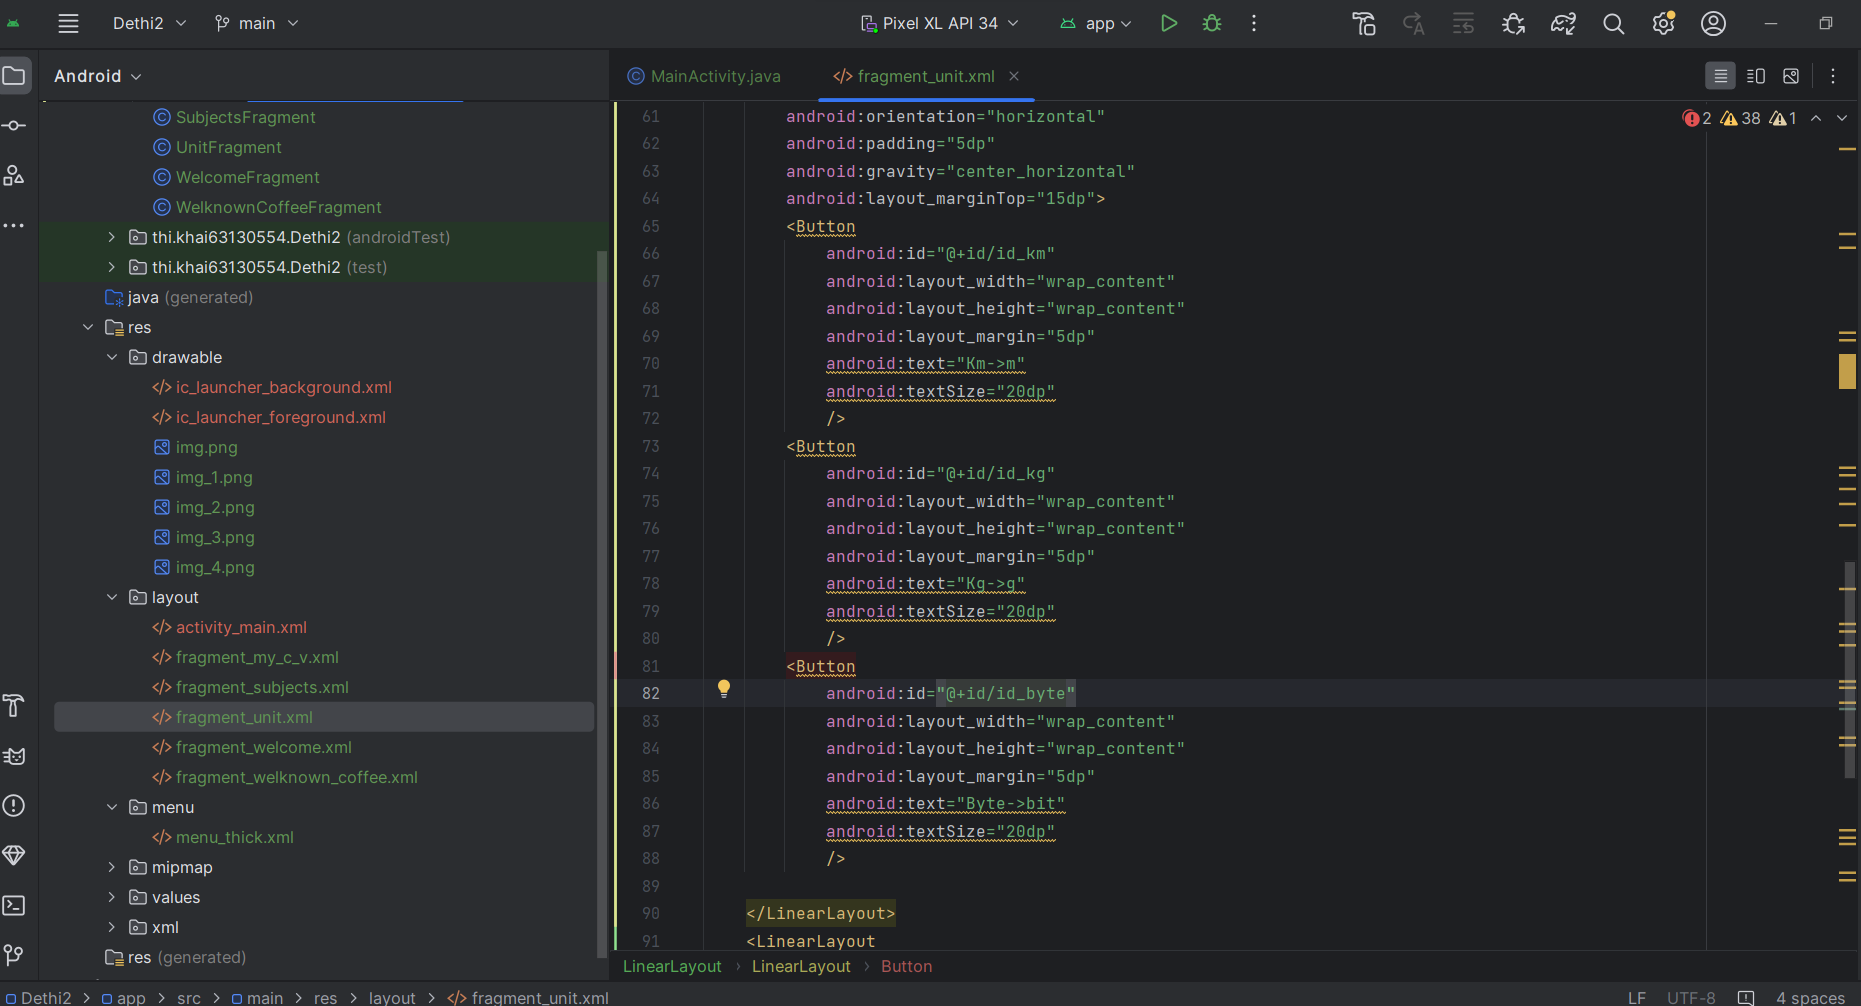 Dethi2 main Pixel XL API 34 app
Android
MainActivity.java fragment_unit.xml
SubjectsFragment
UnitFragment
WelcomeFragment
WelknownCoffeeFragment
thi.khai63130554.Dethi2 (androidTest)
thi.khai63130554.Dethi2 (test)
java (generated)
res
drawable
ic_launcher_background.xml
ic_launcher_foreground.xml
img.png
img_1.png
img_2.png
img_3.png
img_4.png
layout
activity_main.xml
fragment_my_c_v.xml
fragment_subjects.xml
fragment_unit.xml
fragment_welcome.xml
fragment_welknown_coffee.xml
menu
menu_thick.xml
mipmap
values
xml
res (generated)
2 38 1
61 android:orientation="horizontal"
62 android:padding="5dp"
63 android:gravity="center_horizontal"
64 android:layout_marginTop="15dp">
65 <Button
66 android:id="@+id/id_km"
67 android:layout_width="wrap_content"
68 android:layout_height="wrap_content"
69 android:layout_margin="5dp"
70 android:text="Km->m"
71 android:textSize="20dp"
72 />
73 <Button
74 android:id="@+id/id_kg"
75 android:layout_width="wrap_content"
76 android:layout_height="wrap_content"
77 android:layout_margin="5dp"
78 android:text="Kg->g"
79 android:textSize="20dp"
80 />
81 <Button
82 android:id="@+id/id_byte"
83 android:layout_width="wrap_content"
84 android:layout_height="wrap_content"
85 android:layout_margin="5dp"
86 android:text="Byte->bit"
87 android:textSize="20dp"
88 />
89
90 </LinearLayout>
91 <LinearLayout
LinearLayout › LinearLayout › Button
Dethi2 > app > src > main > res > layout > fragment_unit.xml LF UTF-8 4 spaces